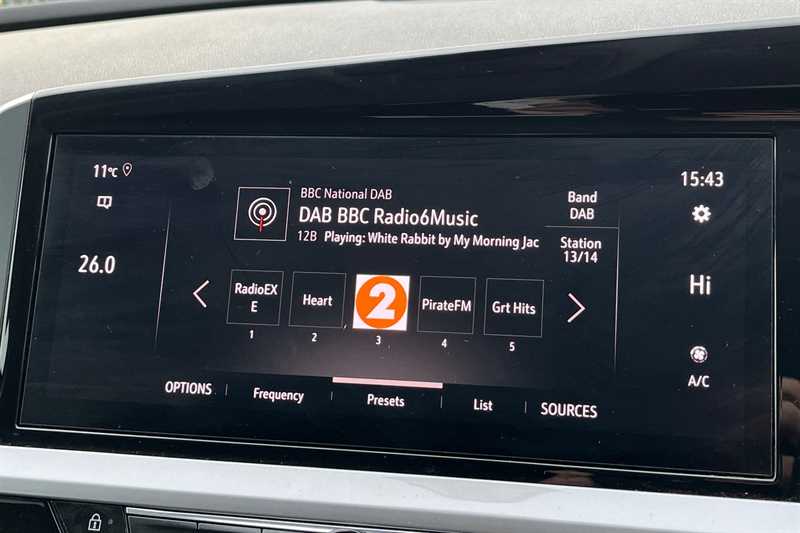 11°C
15:43
BBC National DAB
DAB BBC Radio6Music
12B Playing: White Rabbit by My Morning Jac
Band
DAB
Station
13/14
26.0
Hi
RadioEX
E
Heart
2
PirateFM
Grt Hits
1
2
3
4
5
A/C
OPTIONS
Frequency
Presets
List
SOURCES